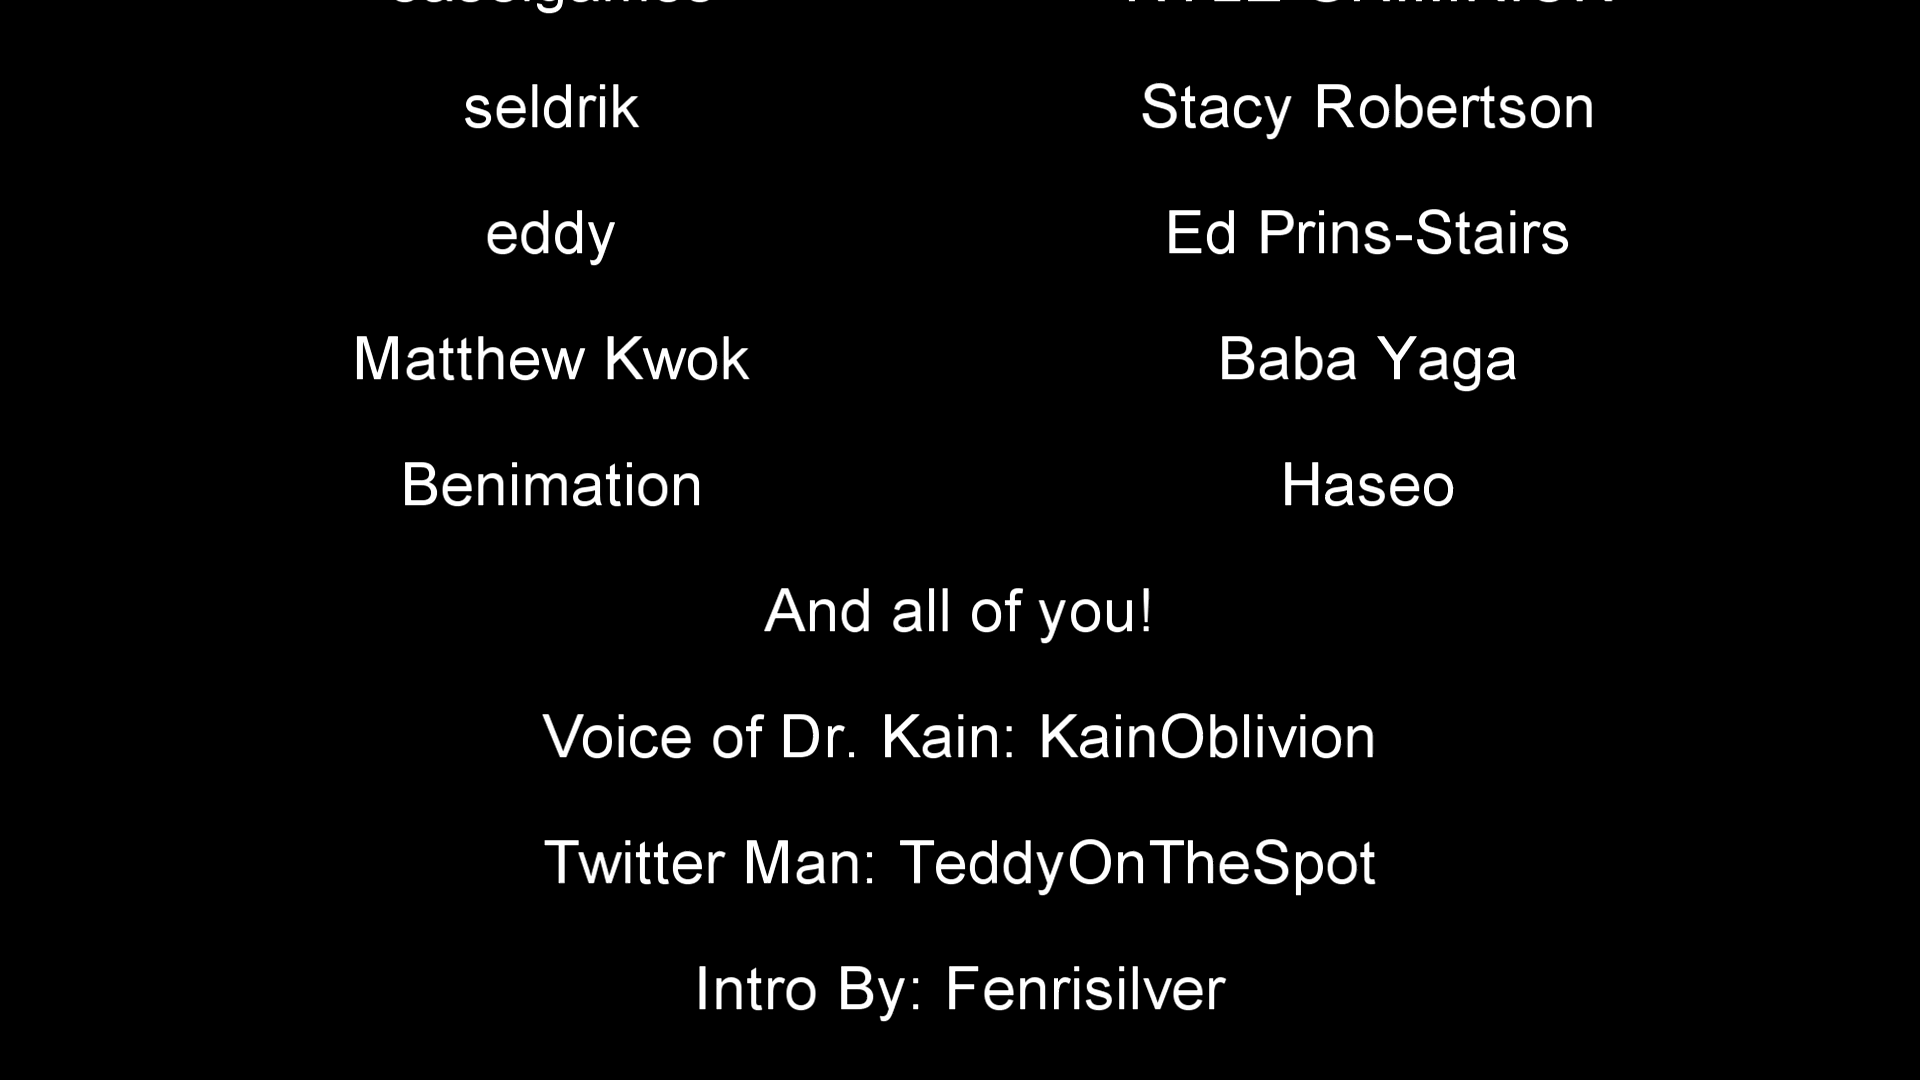 seldrik Stacy Robertson
eddy Ed Prins-Stairs
Matthew Kwok Baba Yaga
Benimation Haseo
And all of you!
Voice of Dr. Kain: KainOblivion
Twitter Man: TeddyOnTheSpot
Intro By: Fenrisilver